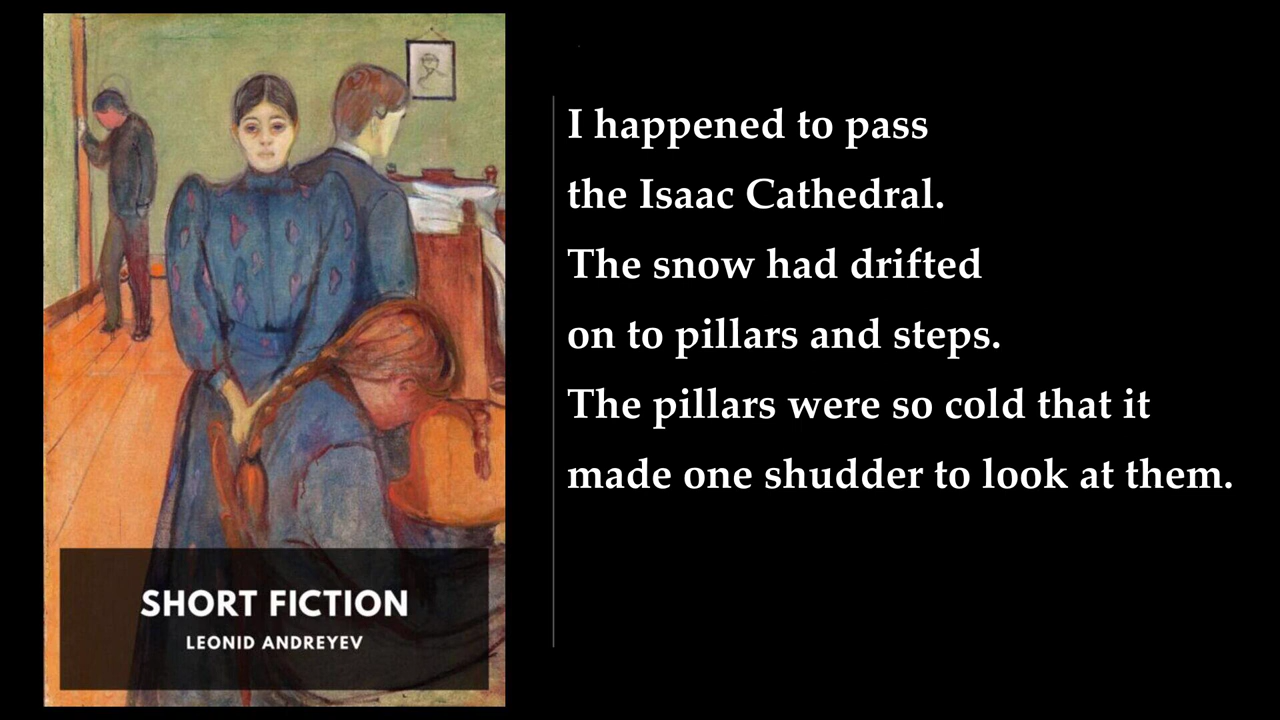 SHORT FICTION
LEONID ANDREYEV
I happened to pass
the Isaac Cathedral.
The snow had drifted
on to pillars and steps.
The pillars were so cold that it
made one shudder to look at them.